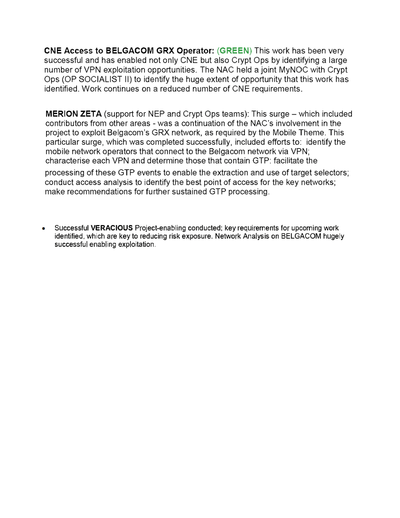 CNE Access to BELGACOM GRX Operator: (GREEN) This work has been very
successful and has enabled not only CNE but also Crypt Ops by identifying a large
number of VPN exploitation opportunities. The NAC held a joint MyNOC with Crypt
Ops (OP SOCIALIST II) to identify the huge extent of opportunity that this work has
identified. Work continues on a reduced number of CNE requirements.
MERION ZETA (support for NEP and Crypt Ops teams): This surge – which included
contributors from other areas - was a continuation of the NAC's involvement in the
project to exploit Belgacom's GRX network, as required by the Mobile Theme. This
particular surge, which was completed successfully, included efforts to: identify the
mobile network operators that connect to the Belgacom network via VPN;
characterise each VPN and determine those that contain GTP: facilitate the
processing of these GTP events to enable the extraction and use of target selectors;
conduct access analysis to identify the best point of access for the key networks;
make recommendations for further sustained GTP processing.
• Successful VERACIOUS Project-enabling conducted; key requirements for upcoming work
identified, which are key to reducing risk exposure. Network Analysis on BELGACOM hugely
successful enabling exploitation.